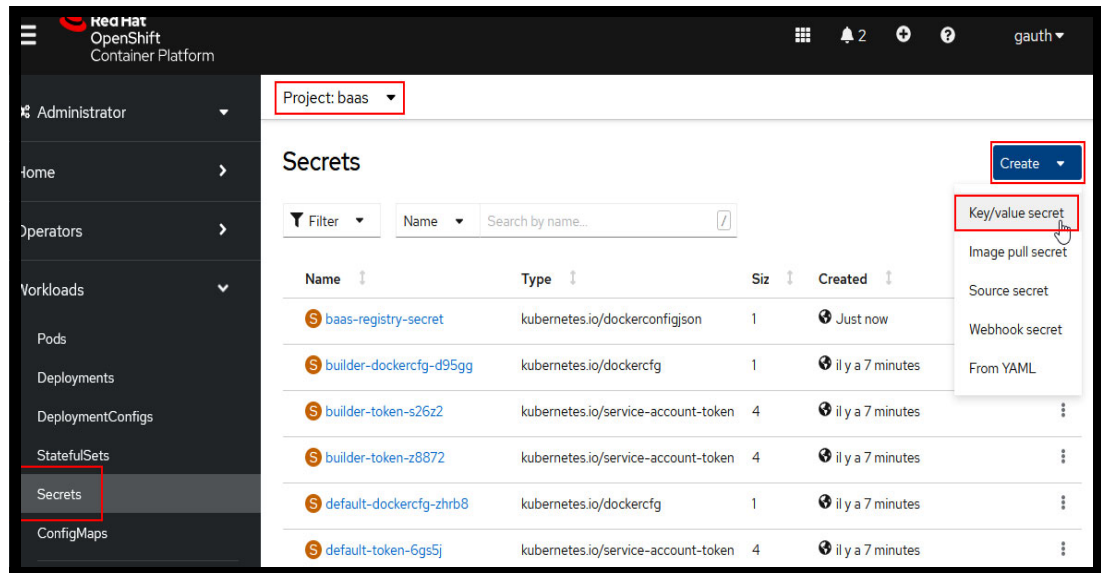 Red Hat
OpenShift
Container Platform
2
gauth
Administrator
Home
Operators
Workloads
Pods
Deployments
DeploymentConfigs
StatefulSets
Secrets
ConfigMaps
Project: baas
Secrets
Create
Key/value secret
Image pull secret
Source secret
Webhook secret
From YAML
Filter Name Search by name... /
Name Type Siz Created
S baas-registry-secret kubernetes.io/dockerconfigjson 1 Just now
S builder-dockercfg-d95gg kubernetes.io/dockercfg 1 il y a 7 minutes
S builder-token-s26z2 kubernetes.io/service-account-token 4 il y a 7 minutes
S builder-token-z8872 kubernetes.io/service-account-token 4 il y a 7 minutes
S default-dockercfg-zhrb8 kubernetes.io/dockercfg 1 il y a 7 minutes
S default-token-6gs5j kubernetes.io/service-account-token 4 il y a 7 minutes